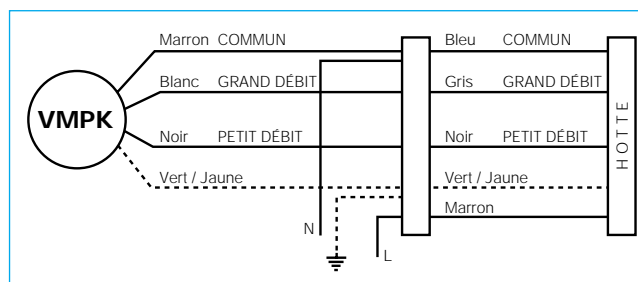 Marron COMMUN
Bleu COMMUN
Blanc GRAND DÉBIT
Gris GRAND DÉBIT
VMPK
Noir PETIT DÉBIT
Noir PETIT DÉBIT
HOTTE
Vert / Jaune
Vert / Jaune
Marron
N
L